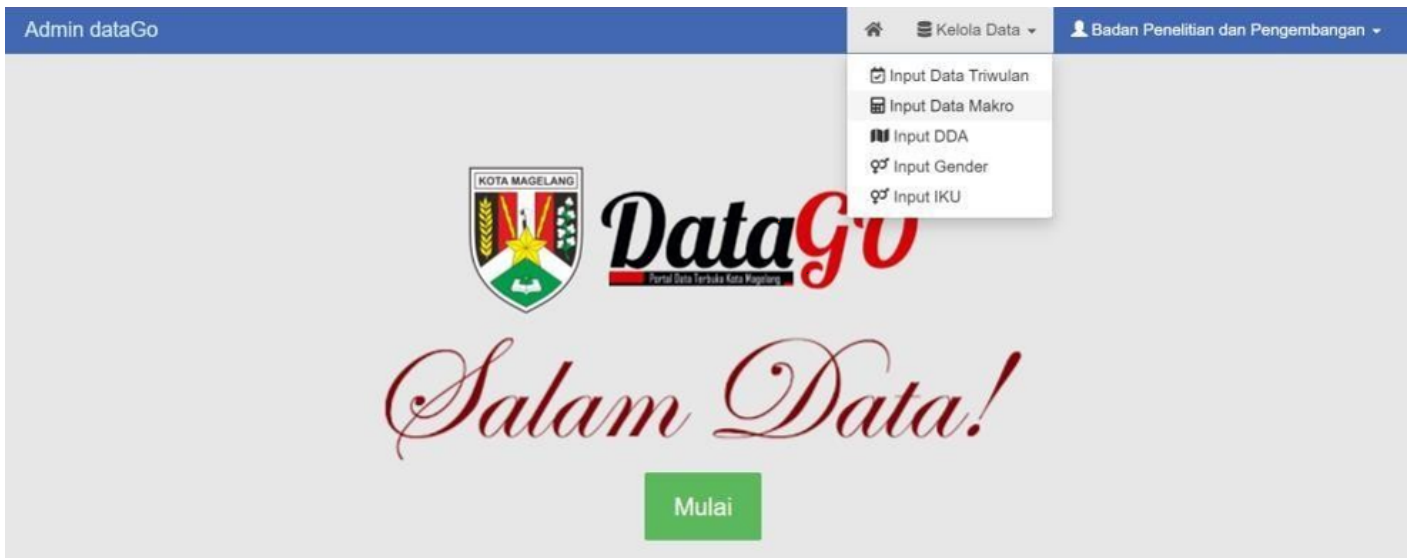 Admin dataGo
Kelola Data
Badan Penelitian dan Pengembangan
Input Data Triwulan
Input Data Makro
Input DDA
Input Gender
Input IKU
KOTA MAGELANG
DataGO
Portal Data Terbuka Kota Magelang
Salam Data!
Mulai